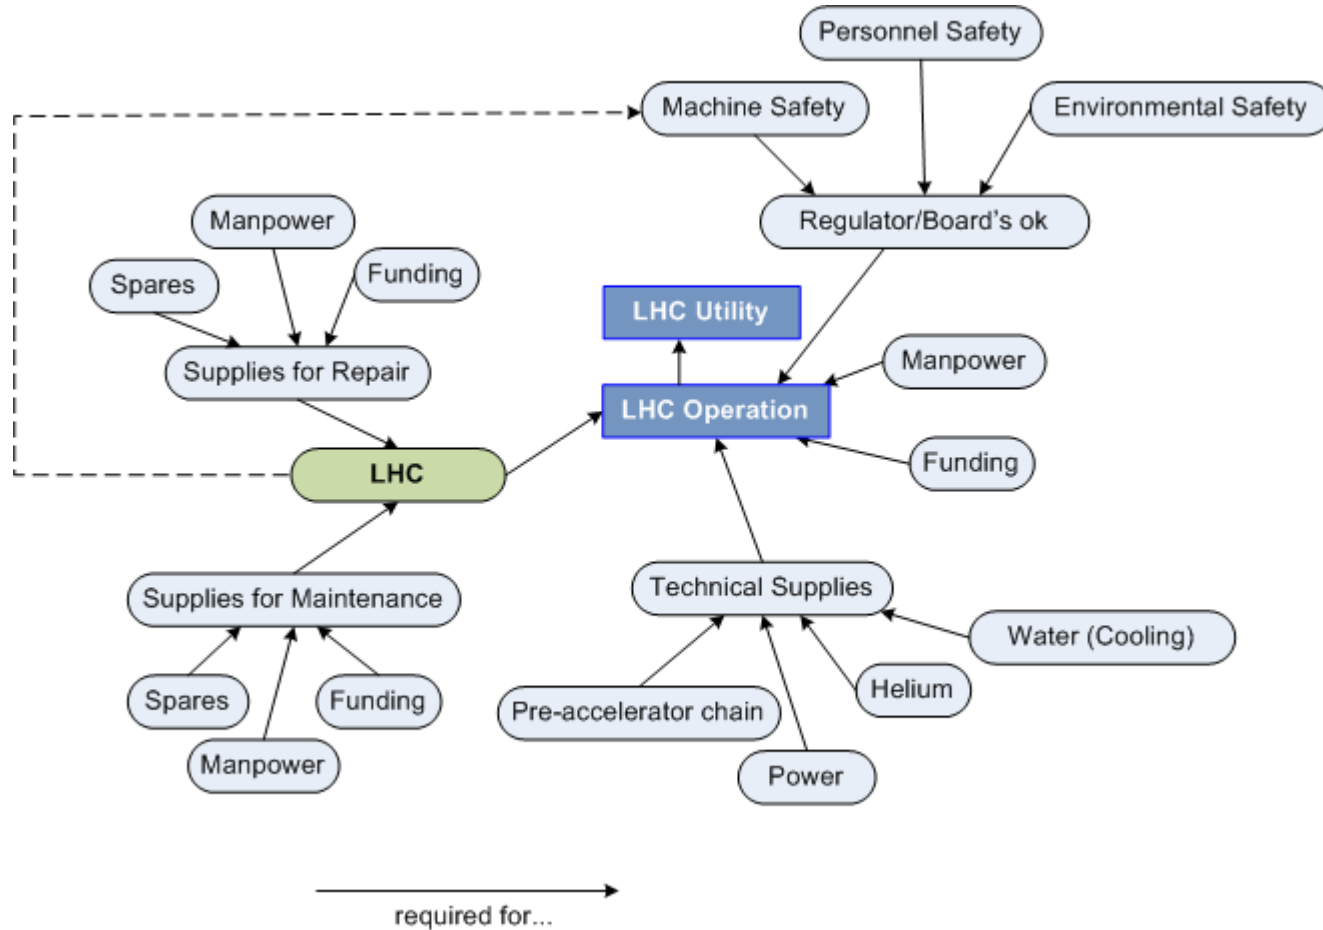 Personnel Safety
Machine Safety
Environmental Safety
Manpower
Regulator/Board's ok
Spares
Funding
LHC Utility
Supplies for Repair
Manpower
LHC Operation
LHC
Funding
Supplies for Maintenance
Technical Supplies
Water (Cooling)
Spares
Funding
Helium
Pre-accelerator chain
Manpower
Power
required for...